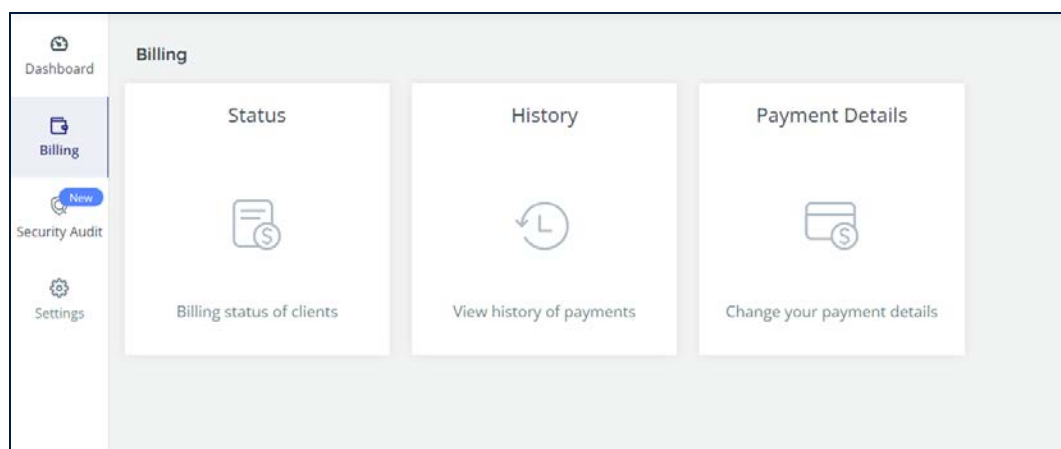 Dashboard
Billing
New
Security Audit
Settings
Billing
Status
Billing status of clients
History
View history of payments
Payment Details
Change your payment details